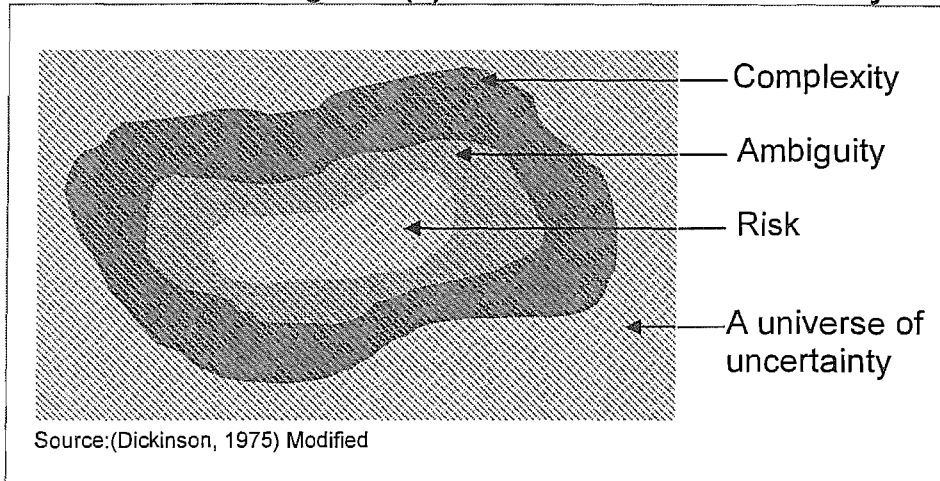 Complexity
Ambiguity
Risk
A universe of
uncertainty
Source:(Dickinson, 1975) Modified